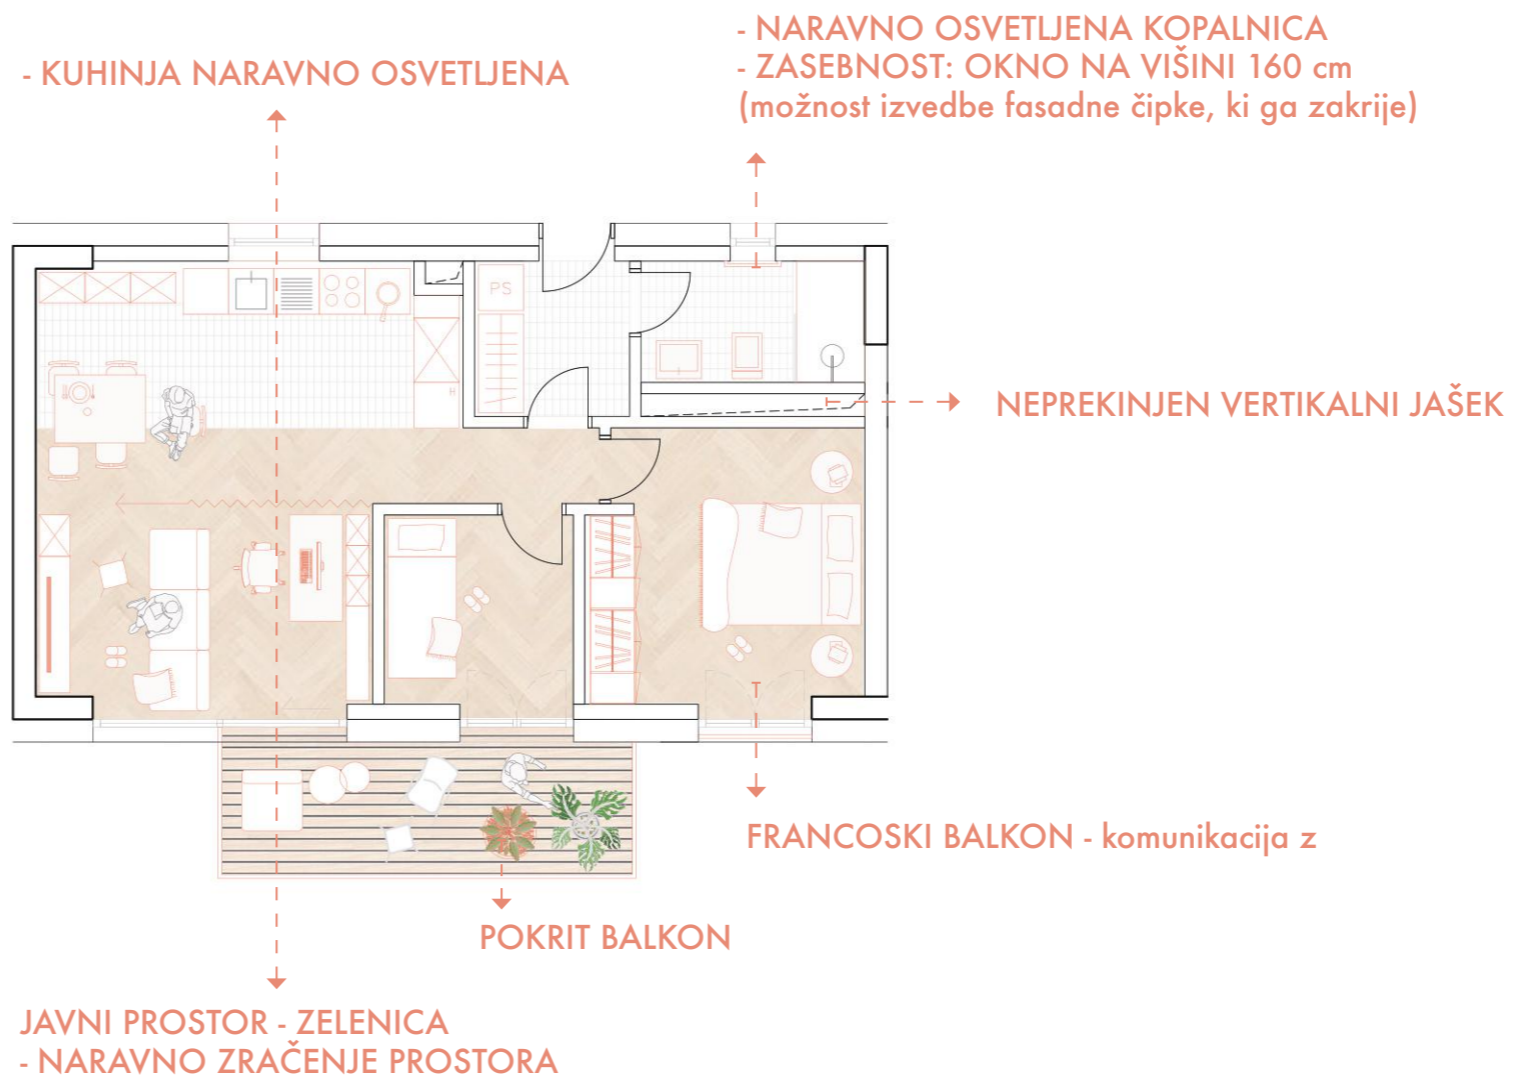 - NARAVNO OSVETLJENA KOPALNICA
- ZASEBNOST: OKNO NA VIŠINI 160 cm
(možnost izvedbe fasadne čipke, ki ga zakrije)
- KUHINJA NARAVNO OSVETLJENA
PS
NEPREKINJEN VERTIKALNI JAŠEK
FRANCOSKI BALKON - komunikacija z
POKRIT BALKON
JAVNI PROSTOR - ZELENICA
- NARAVNO ZRAČENJE PROSTORA